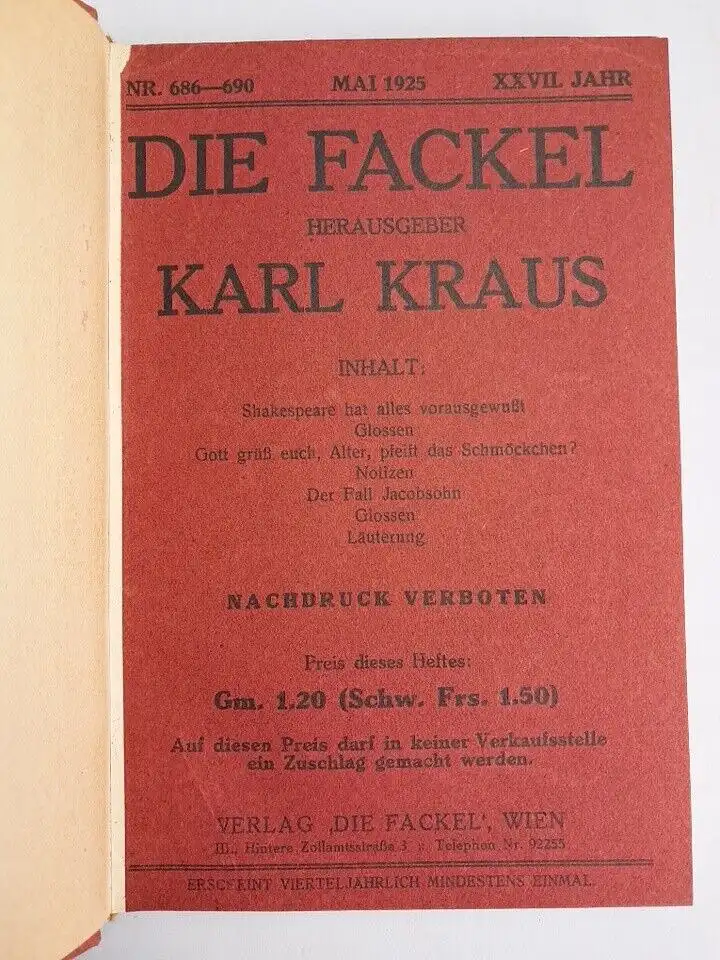 NR. 686—690 MAI 1925 XXVII. JAHR
DIE FACKEL
HERAUSGEBER
KARL KRAUS
INHALT:
Shakespeare hat alles vorausgewußt
Glossen
Gott grüß euch, Alter, pfeift das Schmöckchen?
Notizen
Der Fall Jacobsohn
Glossen
Läuterung
NACHDRUCK VERBOTEN
Preis dieses Heftes:
Gm. 1.20 (Schw. Frs. 1.50)
Auf diesen Preis darf in keiner Verkaufsstelle
ein Zuschlag gemacht werden.
VERLAG ‚DIE FACKEL‘, WIEN
III., Hintere Zollamtsstraße 3 :: Telephon Nr. 92255
ERSCHEINT VIERTELJÄHRLICH MINDESTENS EINMAL